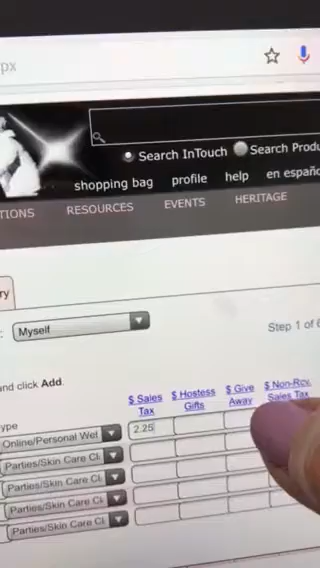 px
Search InTouch
Search Produ
shopping bag profile help en españo
TIONS RESOURCES EVENTS HERITAGE
ry
: Myself
Step 1 of 6
and click Add.
ype
$ Sales Tax
$ Hostess Gifts
$ Give Away
$ Non-Rcv. Sales Tax
Online/Personal Wel 2.25
Parties/Skin Care Cl
Parties/Skin Care Cl
Parties/Skin Care Cl
Parties/Skin Care Cl